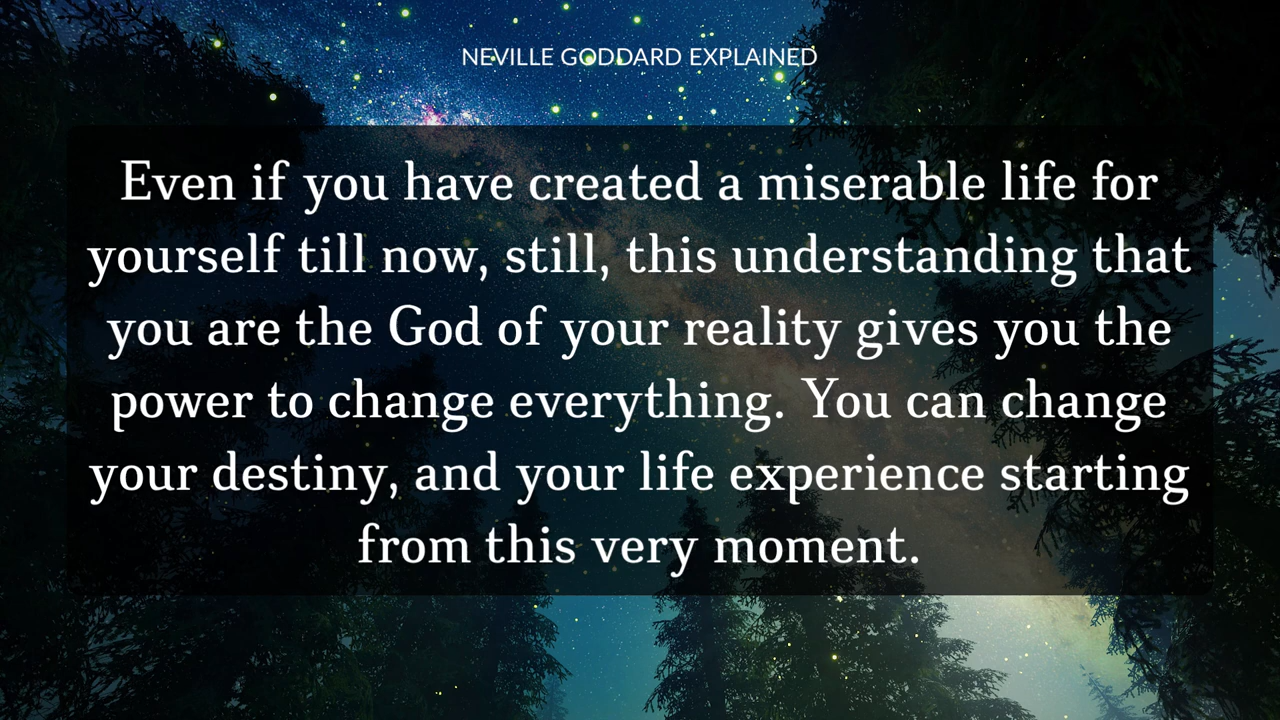 NEVILLE GODDARD EXPLAINED
Even if you have created a miserable life for
yourself till now, still, this understanding that
you are the God of your reality gives you the
power to change everything. You can change
your destiny, and your life experience starting
from this very moment.